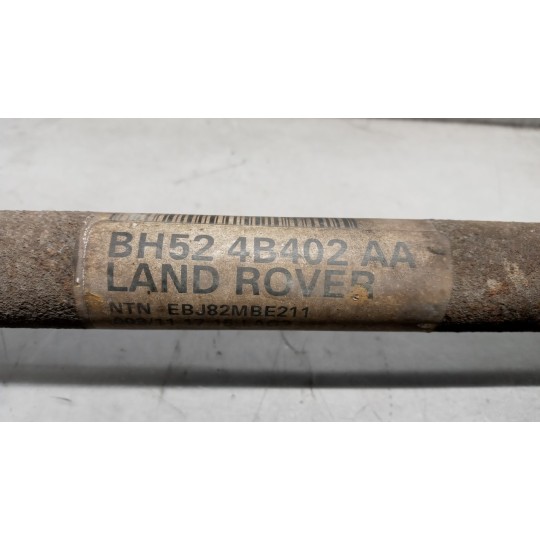 BH52 4B402 AA
LAND ROVER
NTN EBJ82MBE211